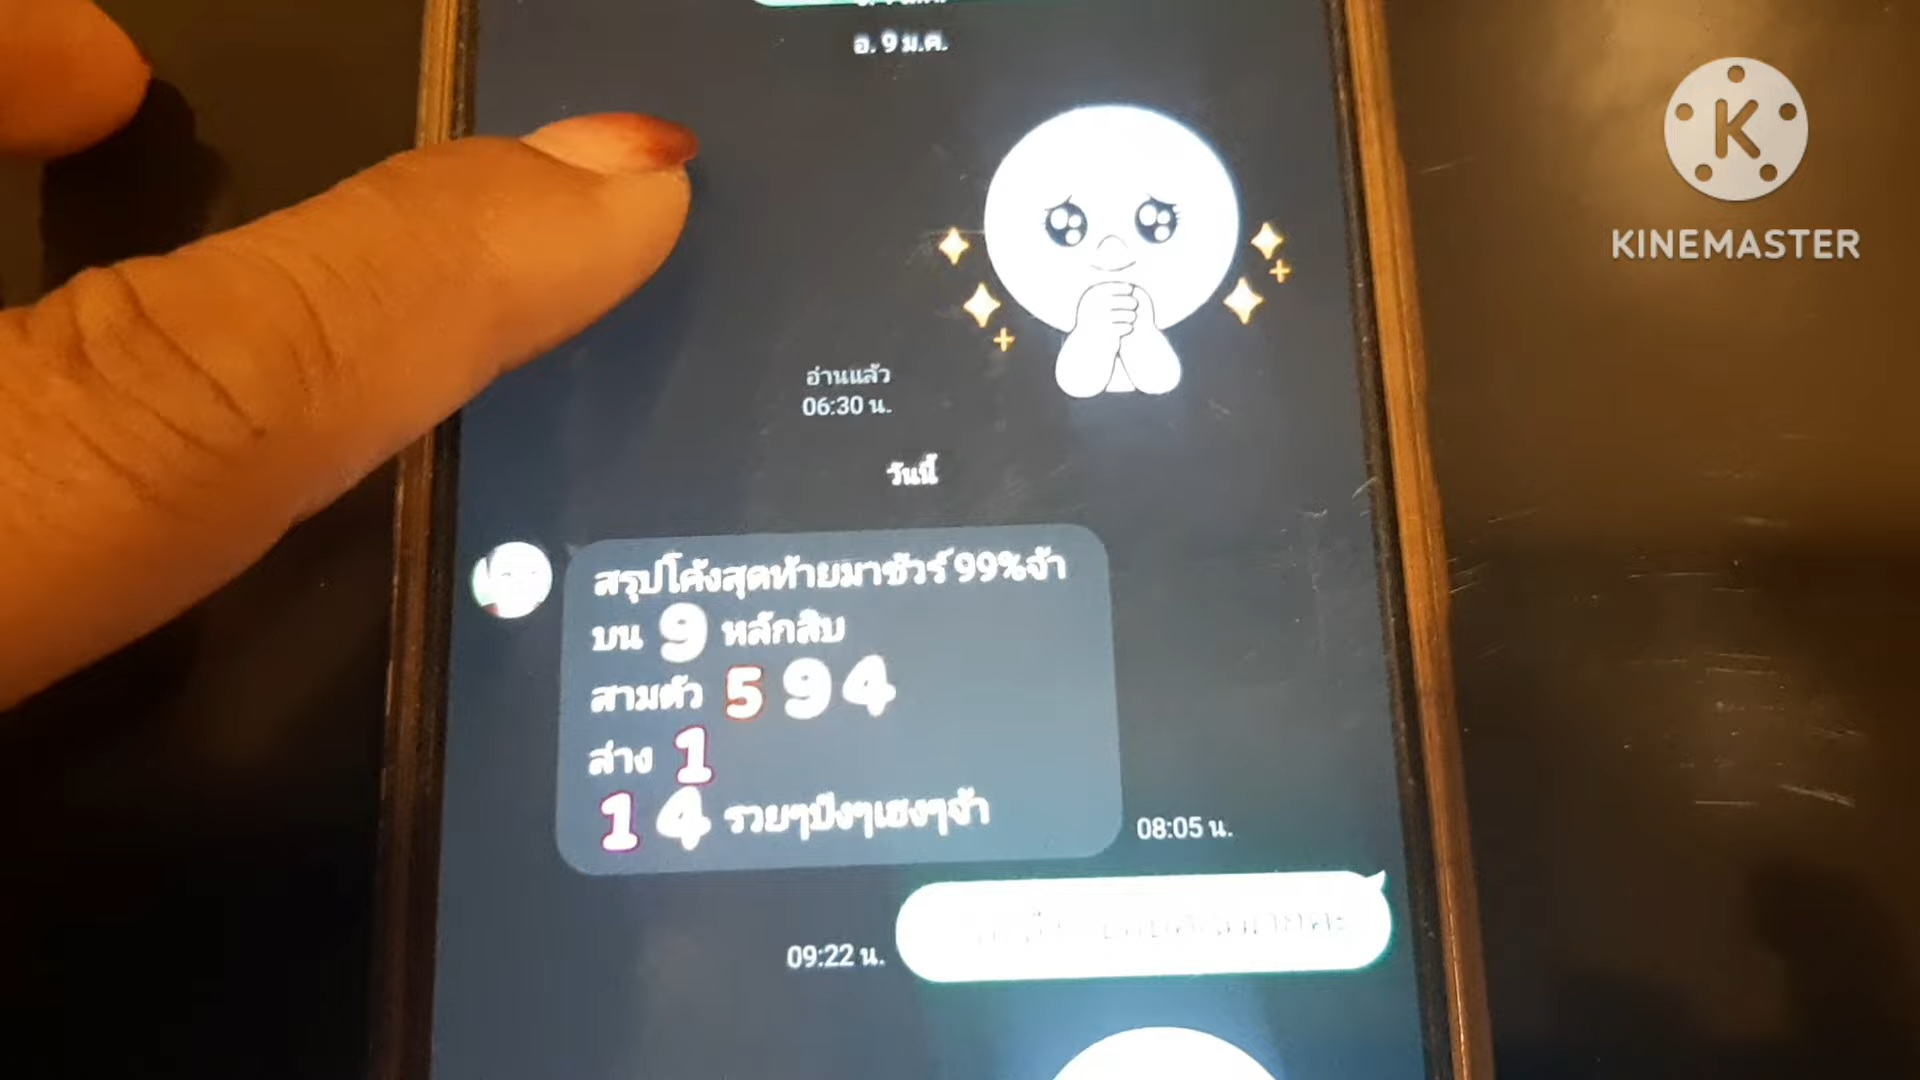 อ. 9 ม.ค.
อ่านแล้ว
06:30 น.
วันนี้
สรุปโค้งสุดท้ายมาชัวร์ 99%จ้า
บน 9 หลักสิบ
สามตัว 5 9 4
ล่าง 1
1 4 รวยๆปังๆเฮงๆจ้า
08:05 น.
09:22 น.
K
KINEMASTER